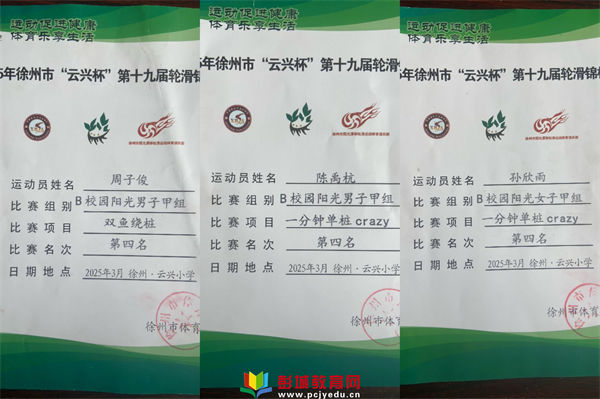 运动促进健康
体育乐享生活
5年徐州市“云兴杯”第十九届轮滑锦
运动员姓名 周子俊
比赛组别 B校园阳光男子甲组
比赛项目 双鱼绕桩
比赛名次 第四名
日期地点 2025年3月 徐州·云兴小学
徐州市体育
运动促进健康
体育乐享生活
5年徐州市“云兴杯”第十九届轮滑锦
运动员姓名 陈禹杭
比赛组别 B校园阳光男子甲组
比赛项目 一分钟单桩crazy
比赛名次 第四名
日期地点 2025年3月 徐州·云兴小学
徐州市体育
运动促进健康
体育乐享生活
5年徐州市“云兴杯”第十九届轮滑锦
运动员姓名 孙欣雨
比赛组别 B校园阳光女子甲组
比赛项目 一分钟单桩crazy
比赛名次 第四名
日期地点 2025年3月 徐州·云兴小学
徐州市体育
彭城教育网
www.pcjyedu.cn